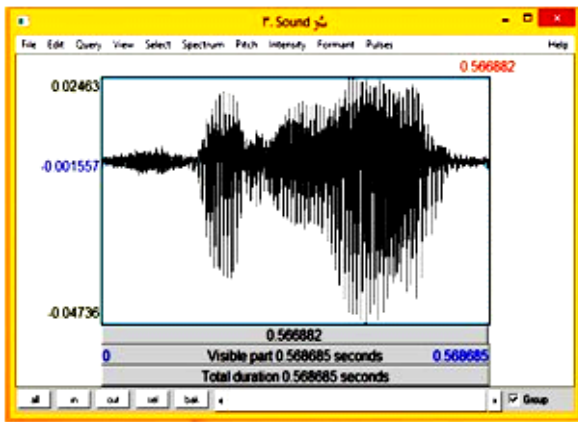 ٣. Sound شر
File Edit Query View Select Spectrum Pitch Intensity Formant Pulses Help
0.566882
0.02463
-0.001557
-0.04736
0.566882
0 Visible part 0.568685 seconds 0.568685
Total duration 0.568685 seconds
all in out sel bak Group